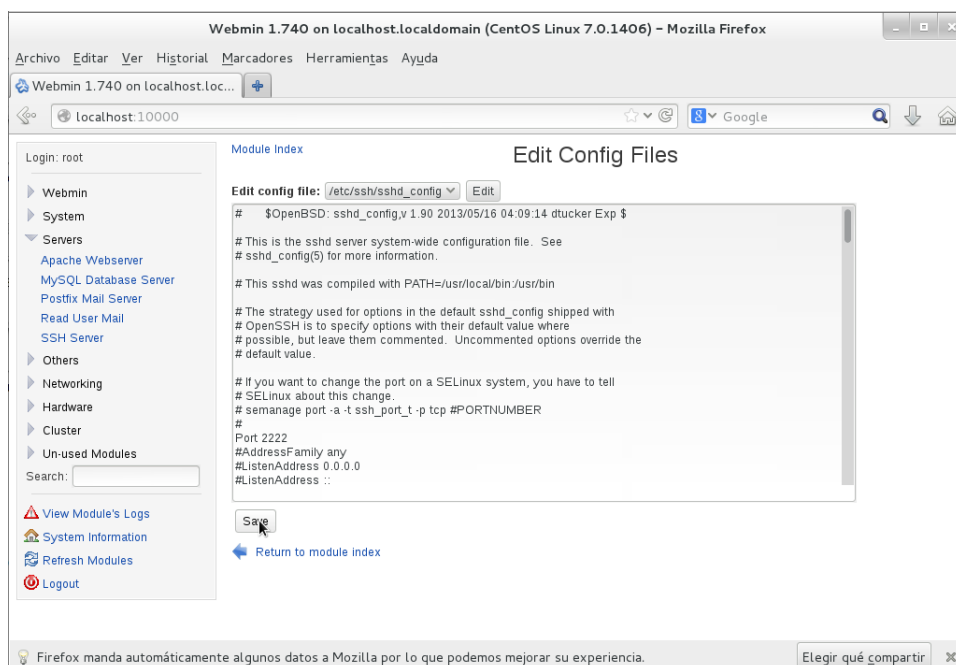 Webmin 1.740 on localhost.localdomain (CentOS Linux 7.0.1406) – Mozilla Firefox
Archivo Editar Ver Historial Marcadores Herramientas Ayuda
Webmin 1.740 on localhost.loc...
localhost:10000
Google
Login: root
Webmin
System
Servers
Apache Webserver
MySQL Database Server
Postfix Mail Server
Read User Mail
SSH Server
Others
Networking
Hardware
Cluster
Un-used Modules
Search:
View Module's Logs
System Information
Refresh Modules
Logout
Module Index
Edit Config Files
Edit config file: /etc/ssh/sshd_config Edit
# $OpenBSD: sshd_config,v 1.90 2013/05/16 04:09:14 dtucker Exp $
# This is the sshd server system-wide configuration file. See
# sshd_config(5) for more information.
# This sshd was compiled with PATH=/usr/local/bin:/usr/bin
# The strategy used for options in the default sshd_config shipped with
# OpenSSH is to specify options with their default value where
# possible, but leave them commented. Uncommented options override the
# default value.
# If you want to change the port on a SELinux system, you have to tell
# SELinux about this change.
# semanage port -a -t ssh_port_t -p tcp #PORTNUMBER
#
Port 2222
#AddressFamily any
#ListenAddress 0.0.0.0
#ListenAddress ::
Save
Return to module index
Firefox manda automáticamente algunos datos a Mozilla por lo que podemos mejorar su experiencia.
Elegir qué compartir